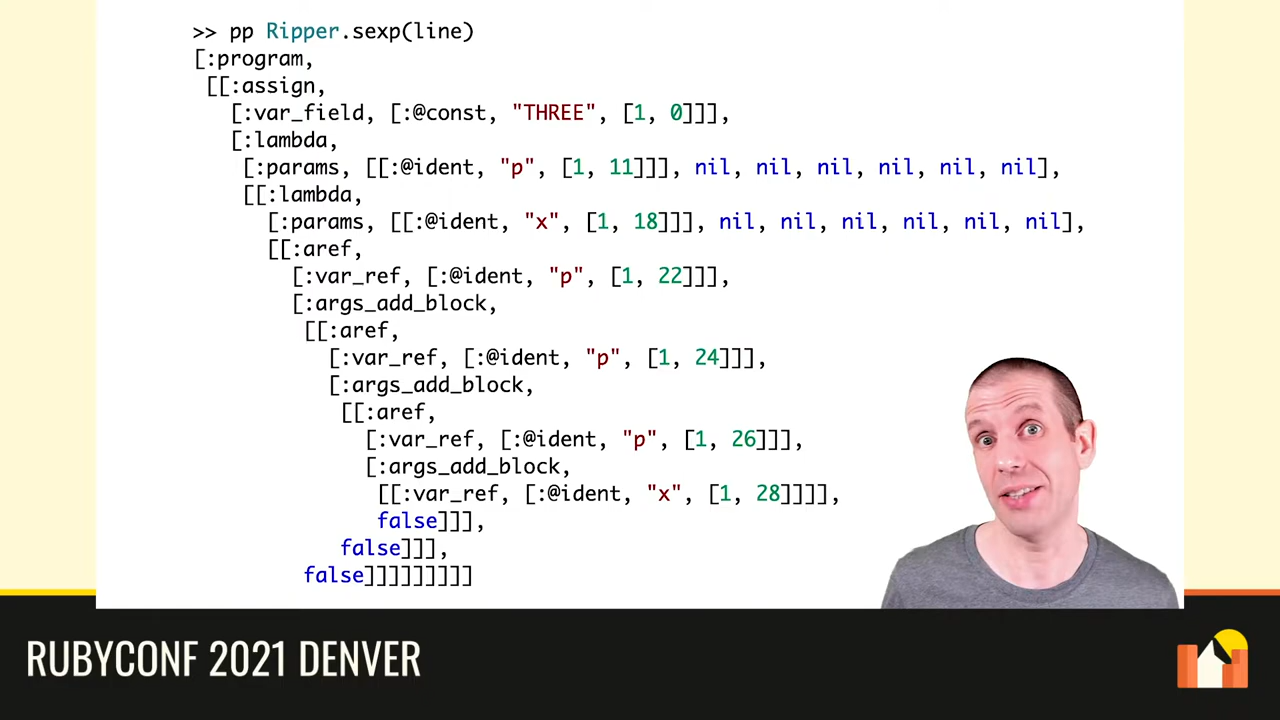 >> pp Ripper.sexp(line)
[:program,
 [[:assign,
   [:var_field, [:@const, "THREE", [1, 0]]],
   [:lambda,
    [:params, [[:@ident, "p", [1, 11]]], nil, nil, nil, nil, nil, nil],
    [[:lambda,
      [:params, [[:@ident, "x", [1, 18]]], nil, nil, nil, nil, nil, nil],
      [[:aref,
        [:var_ref, [:@ident, "p", [1, 22]]],
        [:args_add_block,
         [[:aref,
           [:var_ref, [:@ident, "p", [1, 24]]],
           [:args_add_block,
            [[:aref,
              [:var_ref, [:@ident, "p", [1, 26]]],
              [:args_add_block,
               [[:var_ref, [:@ident, "x", [1, 28]]]],
               false]]],
            false]]],
         false]]]]]]]]]
RUBYCONF 2021 DENVER